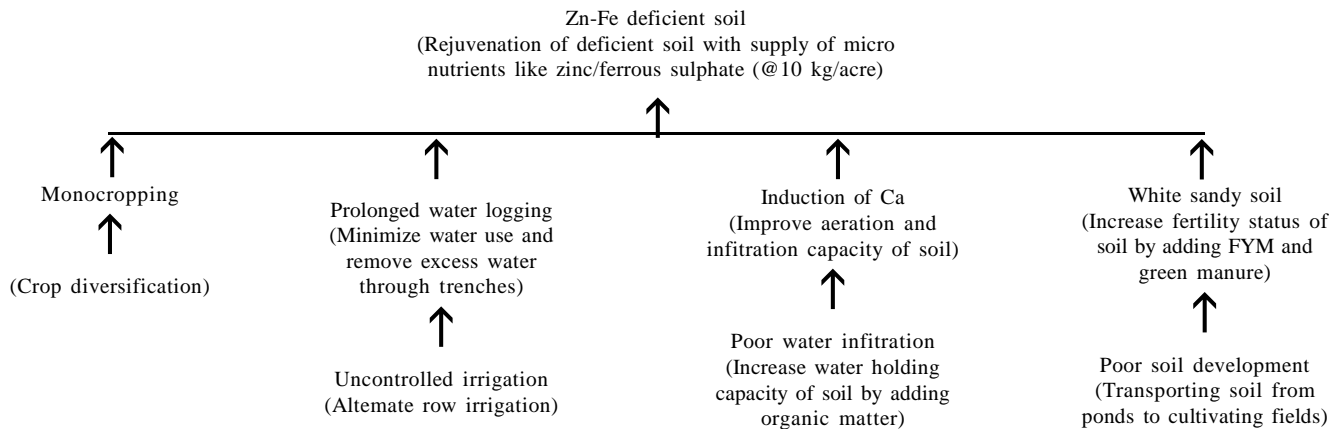 Zn-Fe deficient soil
(Rejuvenation of deficient soil with supply of micro
nutrients like zinc/ferrous sulphate (@10 kg/acre)
Monocropping
(Crop diversification)
Prolonged water logging
(Minimize water use and
remove excess water
through trenches)
Uncontrolled irrigation
(Altemate row irrigation)
Induction of Ca
(Improve aeration and
infitration capacity of soil)
Poor water infitration
(Increase water holding
capacity of soil by adding
organic matter)
White sandy soil
(Increase fertility status of
soil by adding FYM and
green manure)
Poor soil development
(Transporting soil from
ponds to cultivating fields)